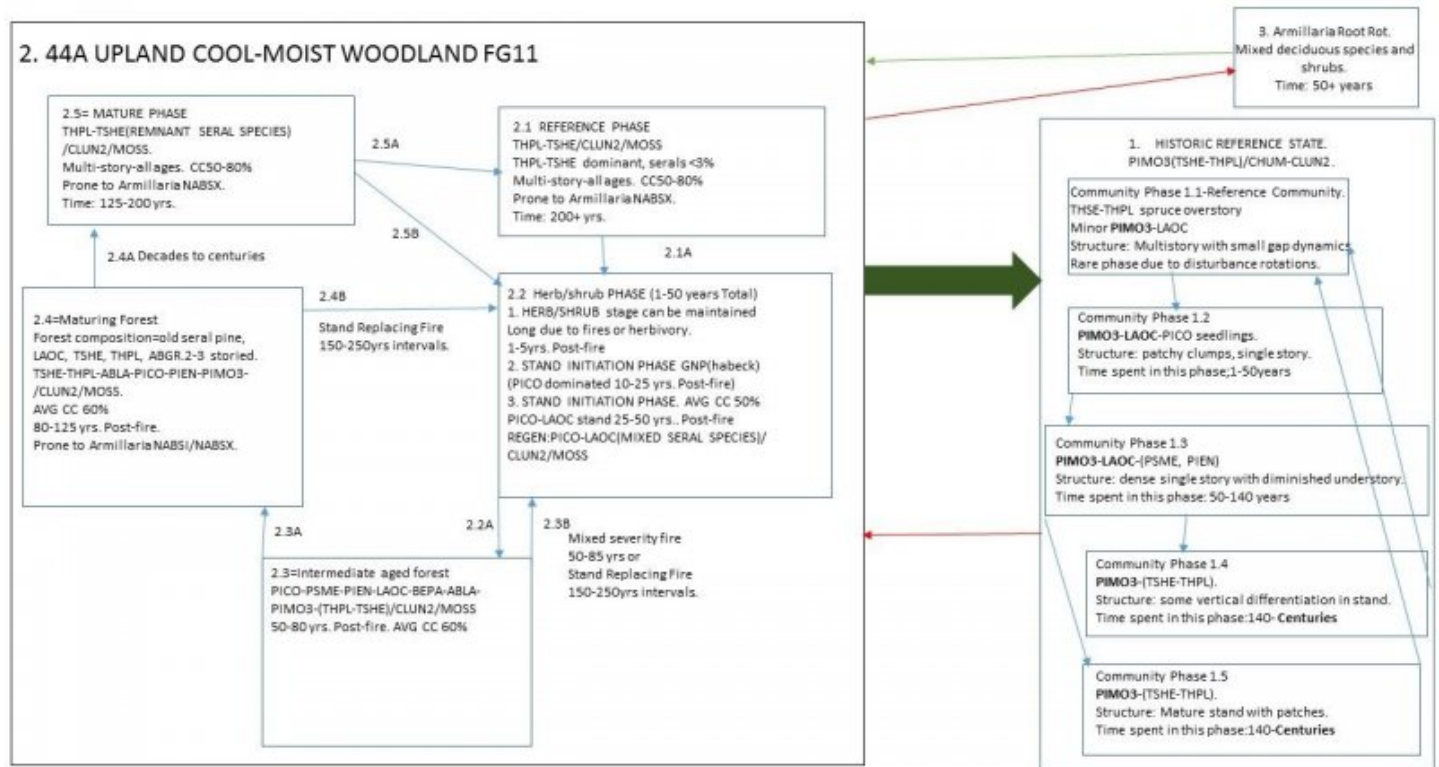 2. 44A UPLAND COOL-MOIST WOODLAND FG11
2.5= MATURE PHASE
THPL-TSHE(REMNANT SERAL SPECIES)
/CLUN2/MOSS.
Multi-story-allages. CC50-80%
Prone to Armillaria NABSX.
Time: 125-200 yrs.
2.5A
2.1 REFERENCE PHASE
THPL-TSHE/CLUN2/MOSS.
THPL-TSHE dominant, serals <3%
Multi-story-allages. CC50-80%
Prone to Armillaria NABSX.
Time: 200+ yrs.
2.5B
2.1A
2.4A Decades to centuries
2.4=Maturing Forest
Forest composition=old seral pine,
LAOC, TSHE, THPL, ABGR.2-3 storied.
TSHE-THPL-ABLA-PICO-PIEN-PIMO3-
/CLUN2/MOSS.
AVG CC 60%
80-125 yrs. Post-fire.
Prone to Armillaria NABSI/NABSX.
2.4B
Stand Replacing Fire
150-250yrs intervals.
2.2 Herb/shrub PHASE (1-50 years Total)
1. HERB/SHRUB stage can be maintained
Long due to fires or herbivory.
1-5yrs. Post-fire
2. STAND INITIATION PHASE GNP(habeck)
(PICO dominated 10-25 yrs. Post-fire)
3. STAND INITIATION PHASE. AVG CC 50%
PICO-LAOC stand 25-50 yrs.. Post-fire
REGEN:PICO-LAOC(MIXED SERAL SPECIES)/
CLUN2/MOSS
2.3A
2.2A
2.3B
Mixed severity fire
50-85 yrs or
Stand Replacing Fire
150-250yrs intervals.
2.3=Intermediate aged forest
PICO-PSME-PIEN-LAOC-BEPA-ABLA-
PIMO3-(THPL-TSHE)/CLUN2/MOSS
50-80 yrs. Post-fire. AVG CC 60%
3. Armillaria Root Rot.
Mixed deciduous species and
shrubs.
Time: 50+ years
1. HISTORIC REFERENCE STATE.
PIMO3(TSHE-THPL)/CHUM-CLUN2.
Community Phase 1.1-Reference Community.
THSE-THPL spruce overstory
Minor PIMO3-LAOC
Structure: Multistory with small gap dynamics
Rare phase due to disturbance rotations.
Community Phase 1.2
PIMO3-LAOC-PICO seedlings.
Structure: patchy clumps, single story.
Time spent in this phase;1-50years
Community Phase 1.3
PIMO3-LAOC-(PSME, PIEN)
Structure: dense single story with diminished understory.
Time spent in this phase: 50-140 years
Community Phase 1.4
PIMO3-(TSHE-THPL).
Structure: some vertical differentiation in stand.
Time spent in this phase:140- Centuries
Community Phase 1.5
PIMO3-(TSHE-THPL).
Structure: Mature stand with patches.
Time spent in this phase:140-Centuries